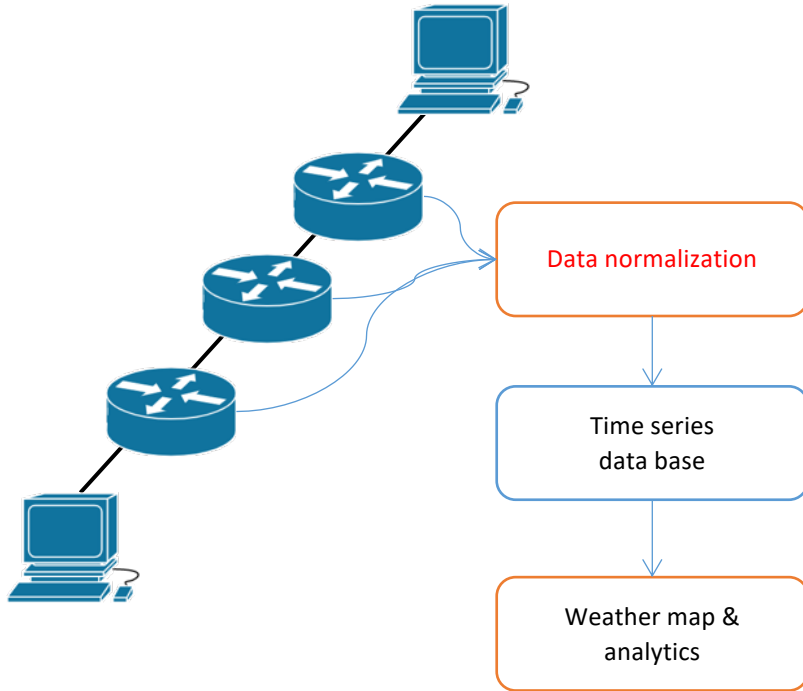 Data normalization
Time series
data base
Weather map &
analytics